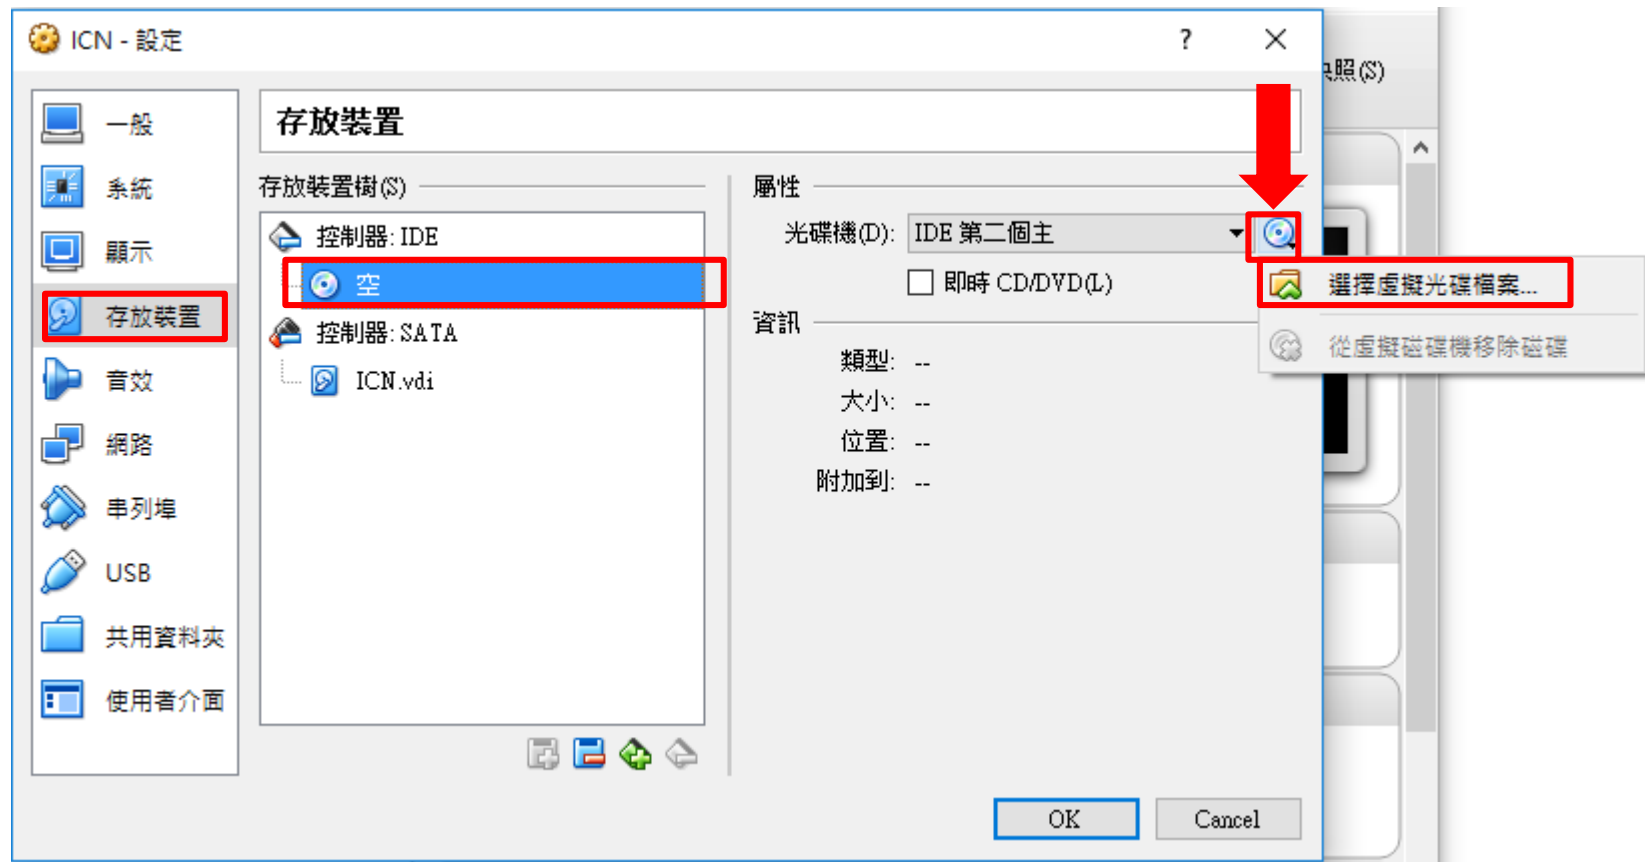 ICN - 設定
?
快照(S)
一般
系統
顯示
存放裝置
音效
網路
串列埠
USB
共用資料夾
使用者介面
存放裝置
存放裝置樹(S)
控制器: IDE
空
控制器: SATA
ICN.vdi
屬性
光碟機(D): IDE 第二個主
即時 CD/DVD(L)
資訊
類型: --
大小: --
位置: --
附加到: --
選擇虛擬光碟檔案...
從虛擬磁碟機移除磁碟
OK
Cancel